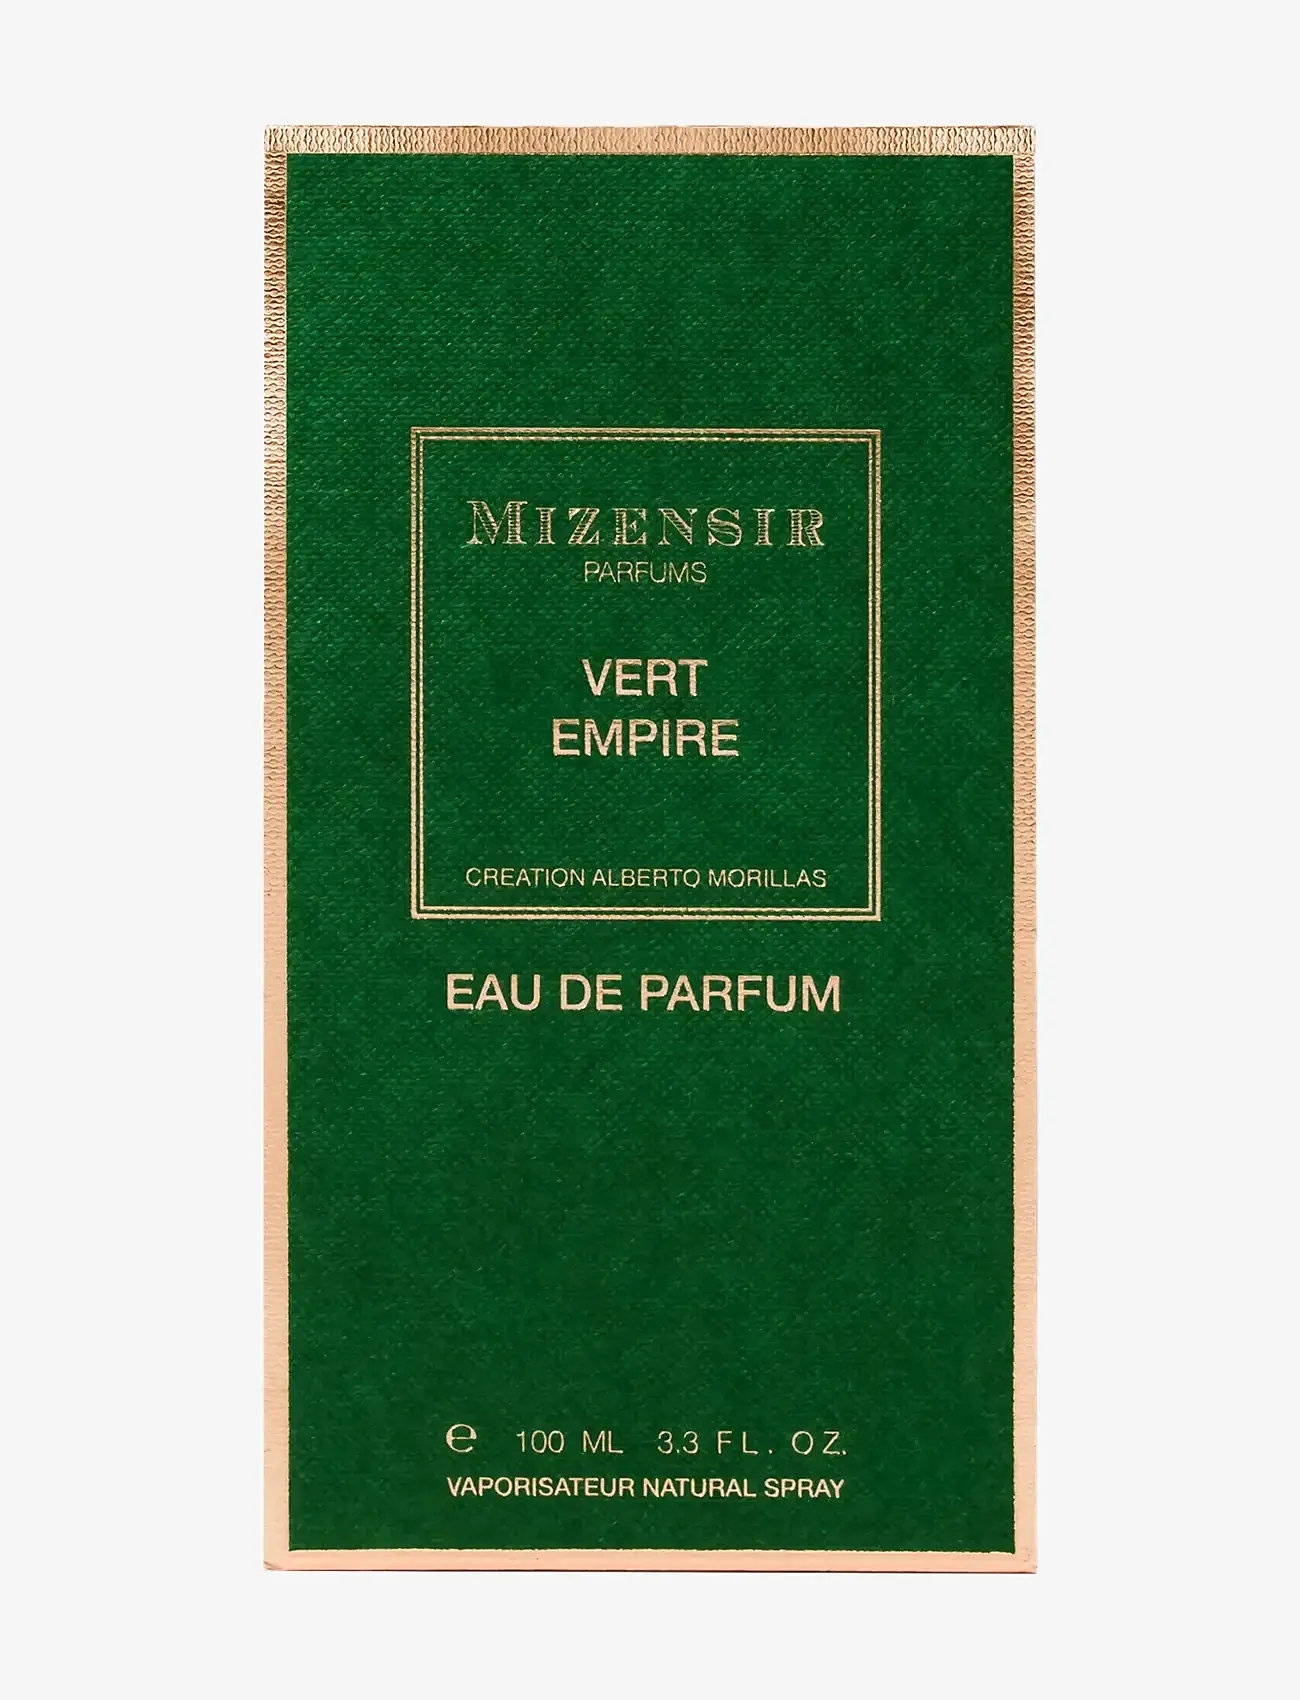 MIZENSIR
PARFUMS
VERT
EMPIRE
CREATION ALBERTO MORILLAS
EAU DE PARFUM
℮ 100 ML 3.3 FL. OZ.
VAPORISATEUR NATURAL SPRAY